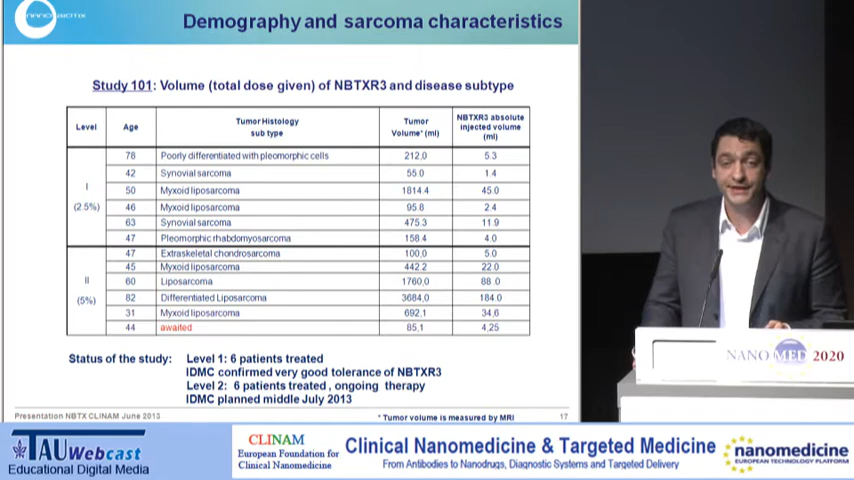 NANOBIOTIX
Demography and sarcoma characteristics
Study 101: Volume (total dose given) of NBTXR3 and disease subtype
Level Age Tumor Histology sub type Tumor Volume* (ml) NBTXR3 absolute injected volume (ml)
I (2.5%)
78 Poorly differentiated with pleomorphic cells 212,0 5.3
42 Synovial sarcoma 55.0 1.4
50 Myxoid liposarcoma 1814.4 45.0
46 Myxoid liposarcoma 95.8 2.4
63 Synovial sarcoma 475.3 11.9
47 Pleomorphic rhabdomyosarcoma 158.4 4.0
II (5%)
47 Extraskeletal chondrosarcoma 100,0 5.0
45 Myxoid liposarcoma 442.2 22.0
60 Liposarcoma 1760,0 88.0
82 Differentiated Liposarcoma 3684,0 184.0
31 Myxoid liposarcoma 692,1 34,6
44 awaited 85,1 4,25
Status of the study: Level 1: 6 patients treated
IDMC confirmed very good tolerance of NBTXR3
Level 2: 6 patients treated , ongoing therapy
IDMC planned middle July 2013
Presentation NBTX CLINAM June 2013
* Tumor volume is measured by MRI
17
NANOMED 2020
TAU Webcast
Educational Digital Media
CLINAM
European Foundation for
Clinical Nanomedicine
Clinical Nanomedicine & Targeted Medicine
From Antibodies to Nanodrugs, Diagnostic Systems and Targeted Delivery
nanomedicine
EUROPEAN TECHNOLOGY PLATFORM